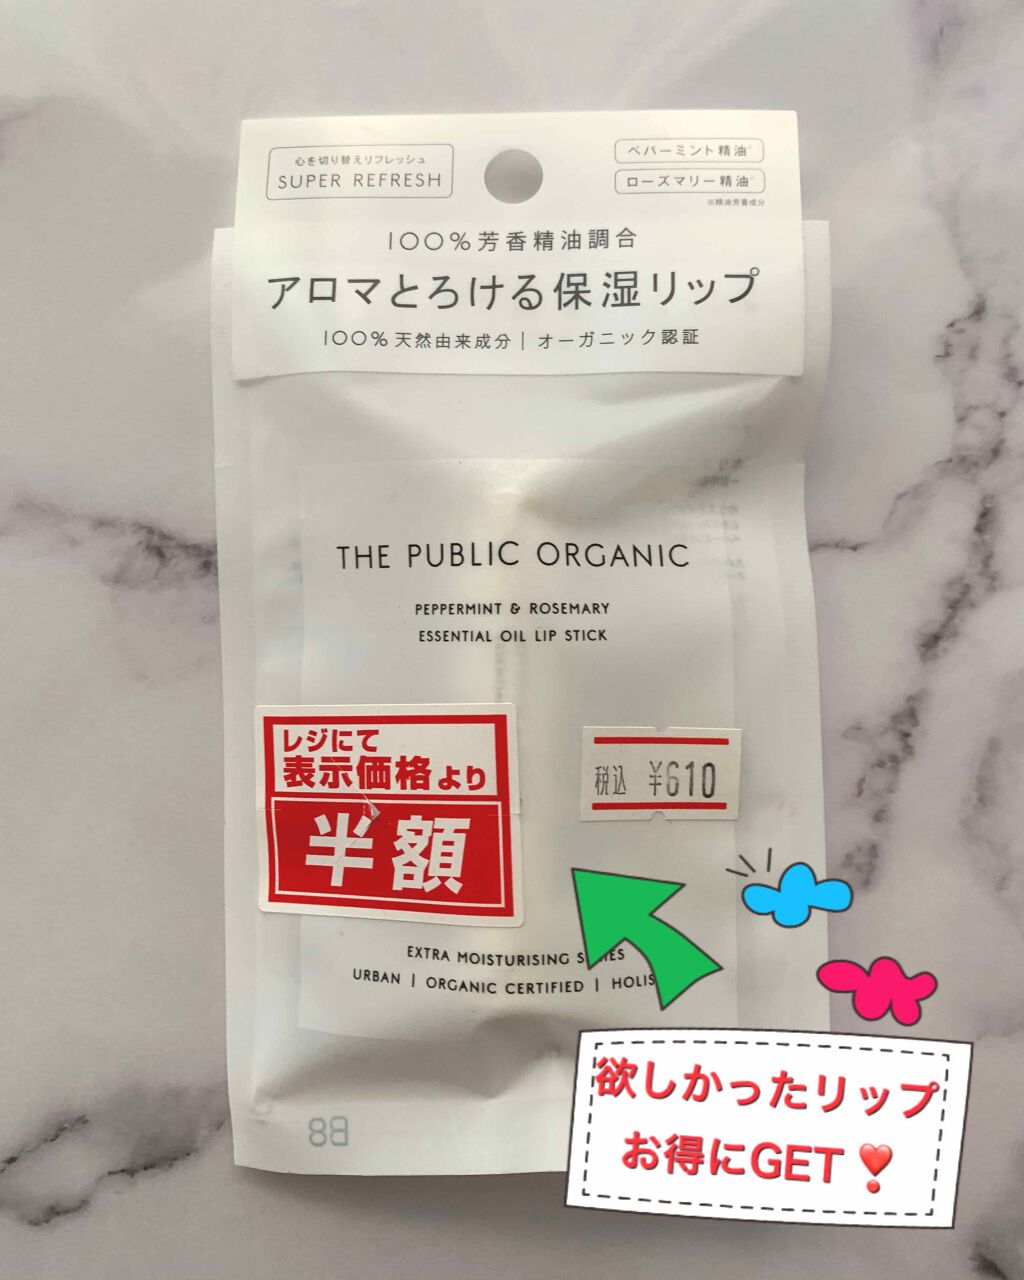 心を切り替えリフレッシュ
SUPER REFRESH
ペパーミント精油※
ローズマリー精油※
※精油芳香成分
100%芳香精油調合
アロマとろける保湿リップ
100%天然由来成分|オーガニック認証
THE PUBLIC ORGANIC
PEPPERMINT & ROSEMARY
ESSENTIAL OIL LIP STICK
レジにて
表示価格より
半額
税込 ¥610
EXTRA MOISTURISING
URBAN | ORGANIC CERTIFIED |
88
欲しかったリップ
お得にGET❣